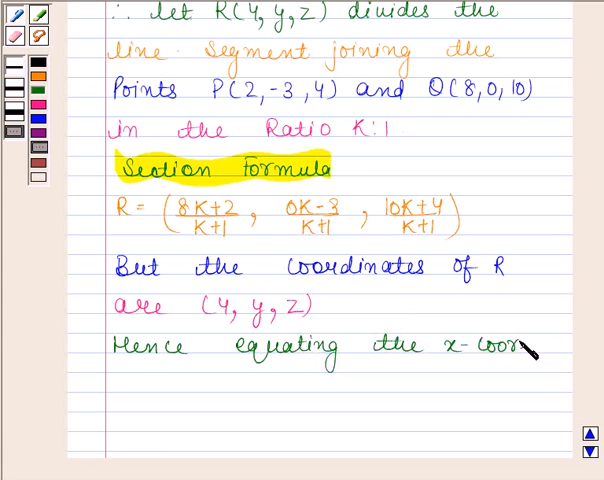 ∴ let R(4, y, z) divides the
line segment joining the
Points P(2, -3, 4) and Q(8, 0, 10)
in the Ratio K:1
Section Formula
R = ( 8K+2/K+1 , 0K-3/K+1 , 10K+4/K+1 )
But the coordinates of R
are (4, y, z)
Hence equating the x-coor